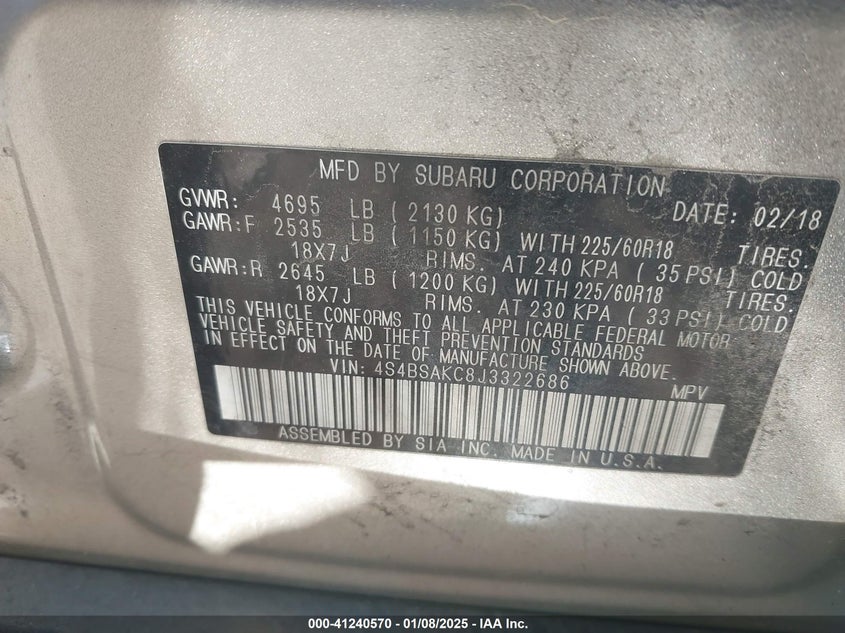 MFD BY SUBARU CORPORATION
GVWR: 4695 LB ( 2130 KG) DATE: 02/18
GAWR:F 2535 LB ( 1150 KG) WITH 225/60R18 TIRES.
18X7J RIMS. AT 240 KPA ( 35 PSI) COLD
GAWR:R 2645 LB ( 1200 KG) WITH 225/60R18 TIRES.
18X7J RIMS. AT 230 KPA ( 33 PSI) COLD
THIS VEHICLE CONFORMS TO ALL APPLICABLE FEDERAL MOTOR
VEHICLE SAFETY AND THEFT PREVENTION STANDARDS
IN EFFECT ON THE DATE OF MANUFACTURE SHOWN ABOVE.
VIN: 4S4BSAKC8J3322686 MPV
ASSEMBLED BY SIA INC. MADE IN U.S.A.
000-41240570 - 01/08/2025 - IAA Inc.